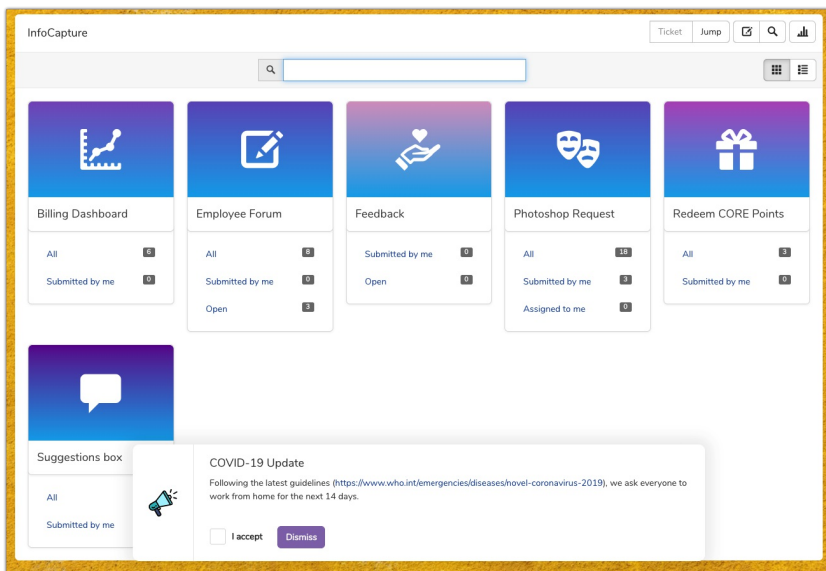 InfoCapture
Ticket Jump
Billing Dashboard
All 6
Submitted by me 0
Employee Forum
All 8
Submitted by me 0
Open 3
Feedback
Submitted by me 0
Open 0
Photoshop Request
All 18
Submitted by me 3
Assigned to me 0
Redeem CORE Points
All 3
Submitted by me 0
Suggestions box
All
Submitted by me
COVID-19 Update
Following the latest guidelines (https://www.who.int/emergencies/diseases/novel-coronavirus-2019), we ask everyone to
work from home for the next 14 days.
I accept Dismiss